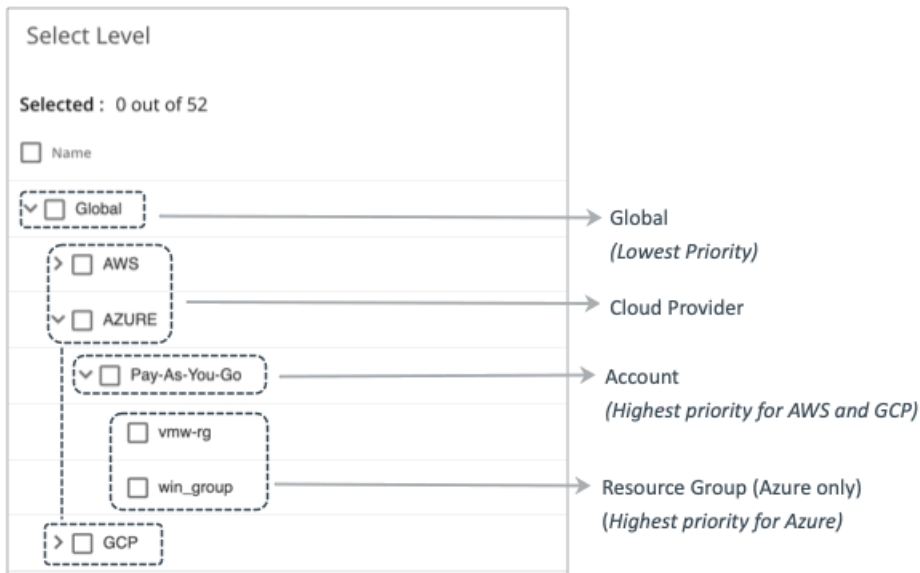 Select Level
Selected : 0 out of 52
Name
Global
Global
(Lowest Priority)
AWS
Cloud Provider
AZURE
Pay-As-You-Go
Account
(Highest priority for AWS and GCP)
vmw-rg
win_group
Resource Group (Azure only)
(Highest priority for Azure)
GCP